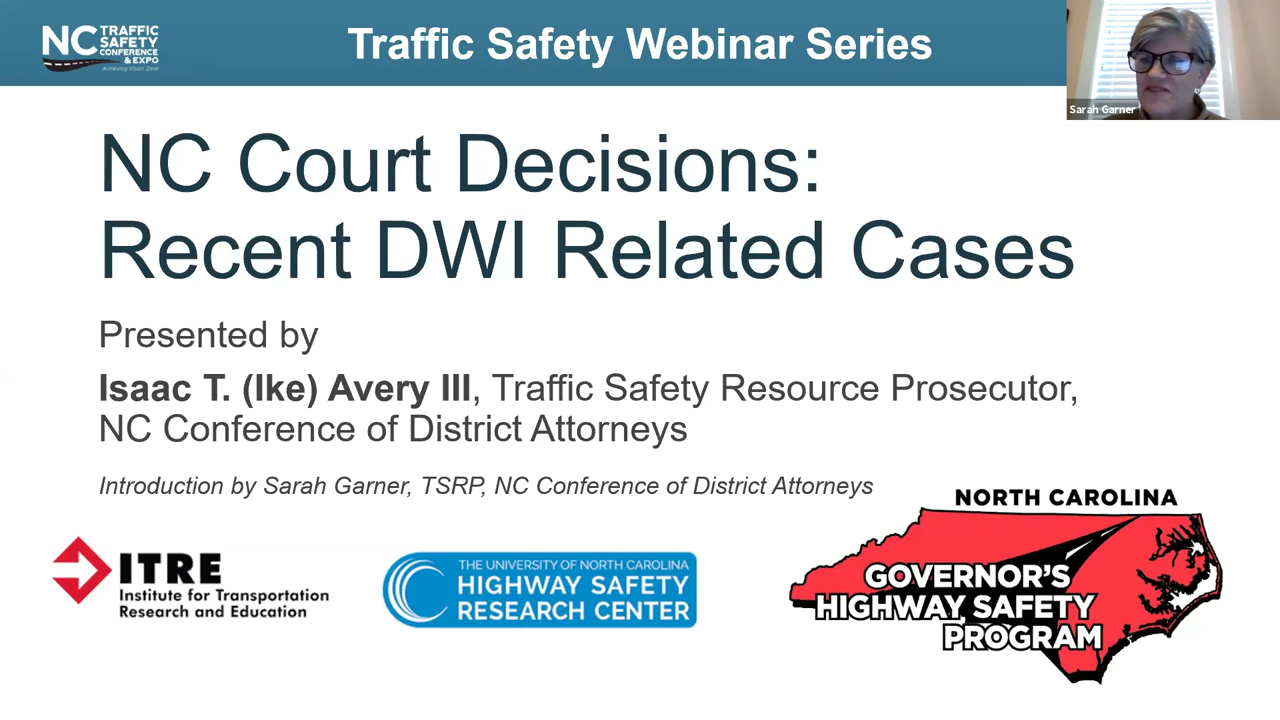 NC TRAFFIC
SAFETY
CONFERENCE
& EXPO
Achieving Vision Zero
Traffic Safety Webinar Series
Sarah Garner
NC Court Decisions:
Recent DWI Related Cases
Presented by
Isaac T. (Ike) Avery III, Traffic Safety Resource Prosecutor,
NC Conference of District Attorneys
Introduction by Sarah Garner, TSRP, NC Conference of District Attorneys
ITRE
Institute for Transportation
Research and Education
THE UNIVERSITY OF NORTH CAROLINA
HIGHWAY SAFETY
RESEARCH CENTER
NORTH CAROLINA
GOVERNOR'S
HIGHWAY SAFETY
PROGRAM